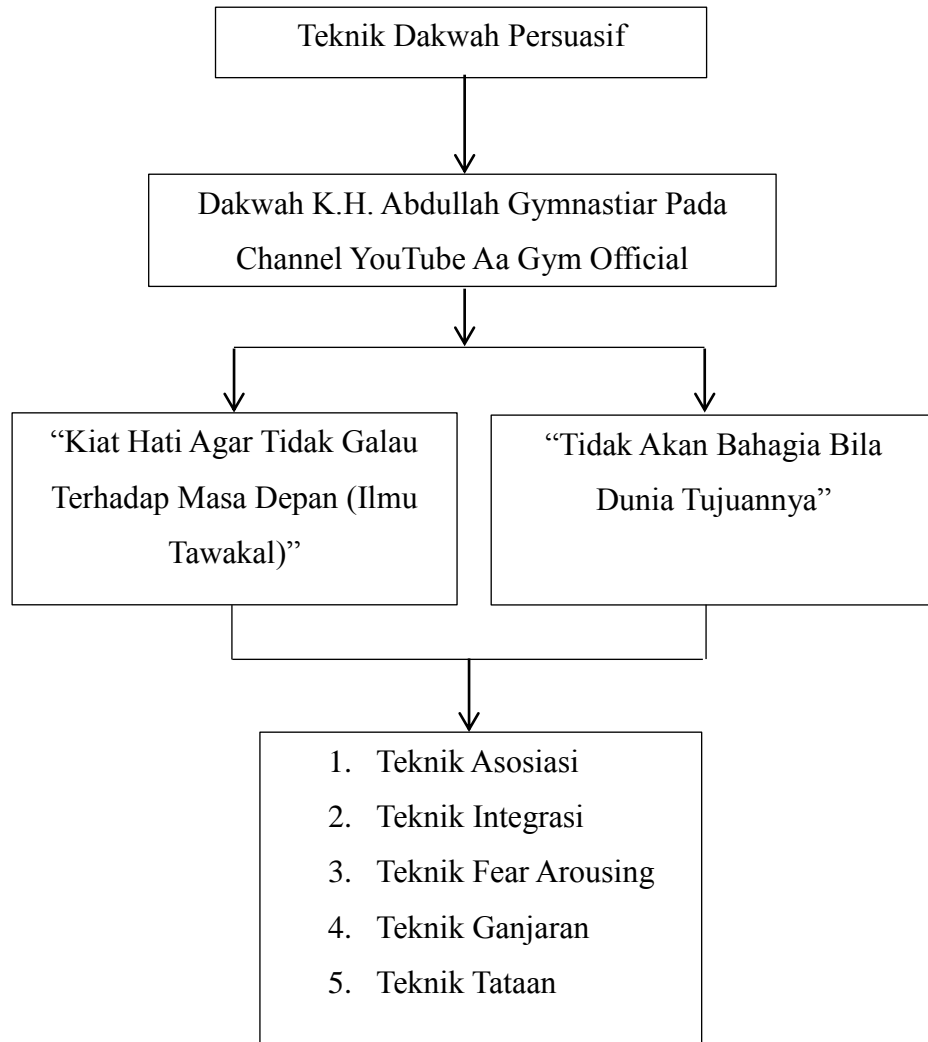 Teknik Dakwah Persuasif
Dakwah K.H. Abdullah Gymnastiar Pada
Channel YouTube Aa Gym Official
“Kiat Hati Agar Tidak Galau
Terhadap Masa Depan (Ilmu
Tawakal)”
“Tidak Akan Bahagia Bila
Dunia Tujuannya”
1. Teknik Asosiasi
2. Teknik Integrasi
3. Teknik Fear Arousing
4. Teknik Ganjaran
5. Teknik Tataan